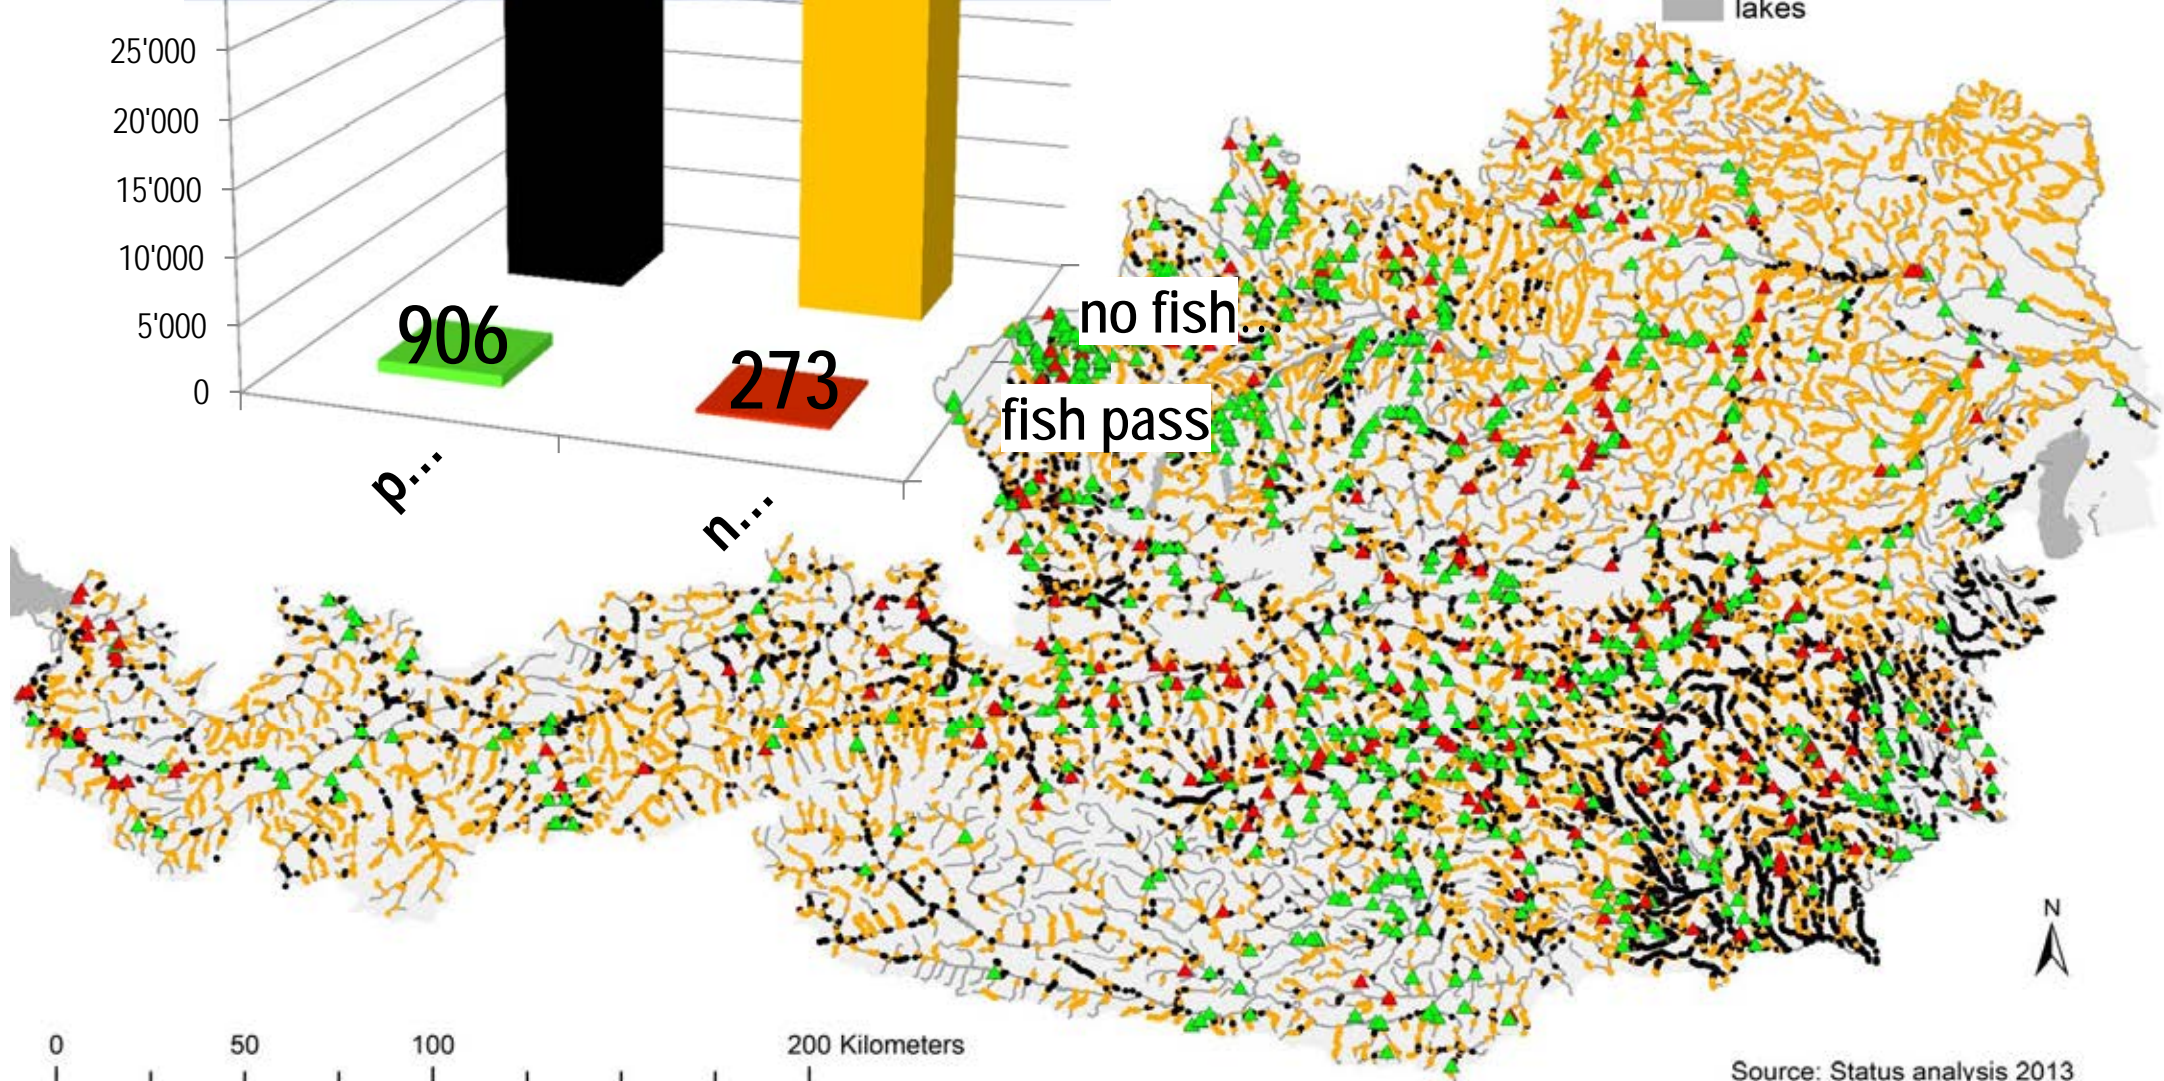 lakes
25'000
20'000
15'000
10'000
5'000
0
906
273
no fish...
fish pass
p...
n...
N
0 50 100 200 Kilometers
Source: Status analysis 2013